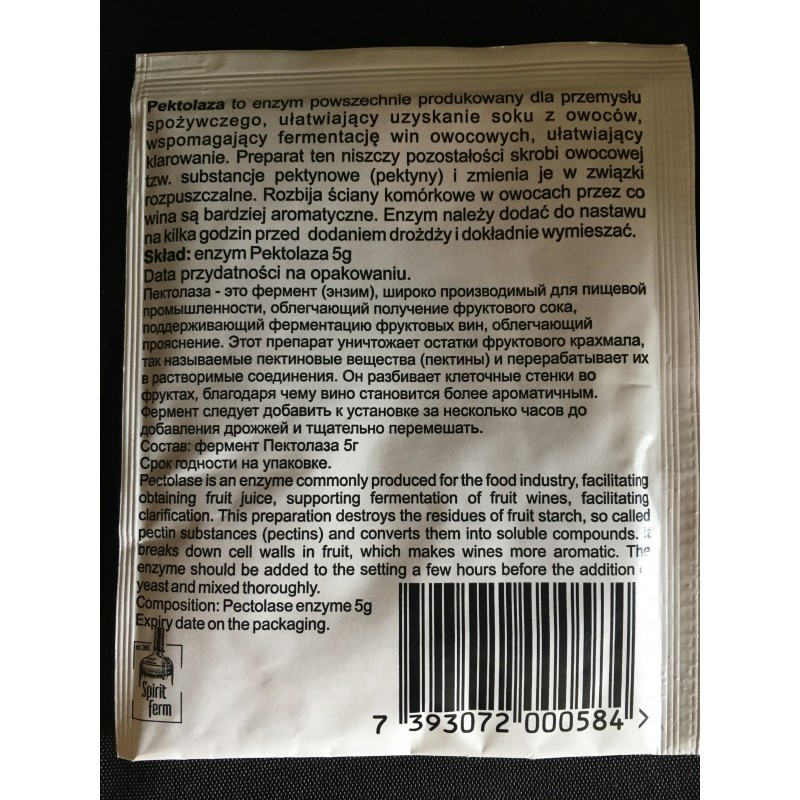 Pektolaza to enzym powszechnie produkowany dla przemysłu
spożywczego, ułatwiający uzyskanie soku z owoców,
wspomagający fermentację win owocowych, ułatwiający
klarowanie. Preparat ten niszczy pozostałości skrobi owocowej
tzw. substancje pektynowe (pektyny) i zmienia je w związki
rozpuszczalne. Rozbija ściany komórkowe w owocach przez co
wina są bardziej aromatyczne. Enzym należy dodać do nastawu
na kilka godzin przed dodaniem drożdży i dokładnie wymieszać.
Skład: enzym Pektolaza 5g
Data przydatności na opakowaniu.
Пектолаза - это фермент (энзим), широко производимый для пищевой
промышленности, облегчающий получение фруктового сока,
поддерживающий ферментацию фруктовых вин, облегчающий
прояснение. Этот препарат уничтожает остатки фруктового крахмала,
так называемые пектиновые вещества (пектины) и перерабатывает их
в растворимые соединения. Он разбивает клеточные стенки во
фруктах, благодаря чему вино становится более ароматичным.
Фермент следует добавить к установке за несколько часов до
добавления дрожжей и тщательно перемешать.
Состав: фермент Пектолаза 5г
Срок годности на упаковке.
Pectolase is an enzyme commonly produced for the food industry, facilitating
obtaining fruit juice, supporting fermentation of fruit wines, facilitating
clarification. This preparation destroys the residues of fruit starch, so called
pectin substances (pectins) and converts them into soluble compounds. It
breaks down cell walls in fruit, which makes wines more aromatic. The
enzyme should be added to the setting a few hours before the addition
yeast and mixed thoroughly.
Composition: Pectolase enzyme 5g
Expiry date on the packaging.
Spirit
ferm
7 393072 000584 >